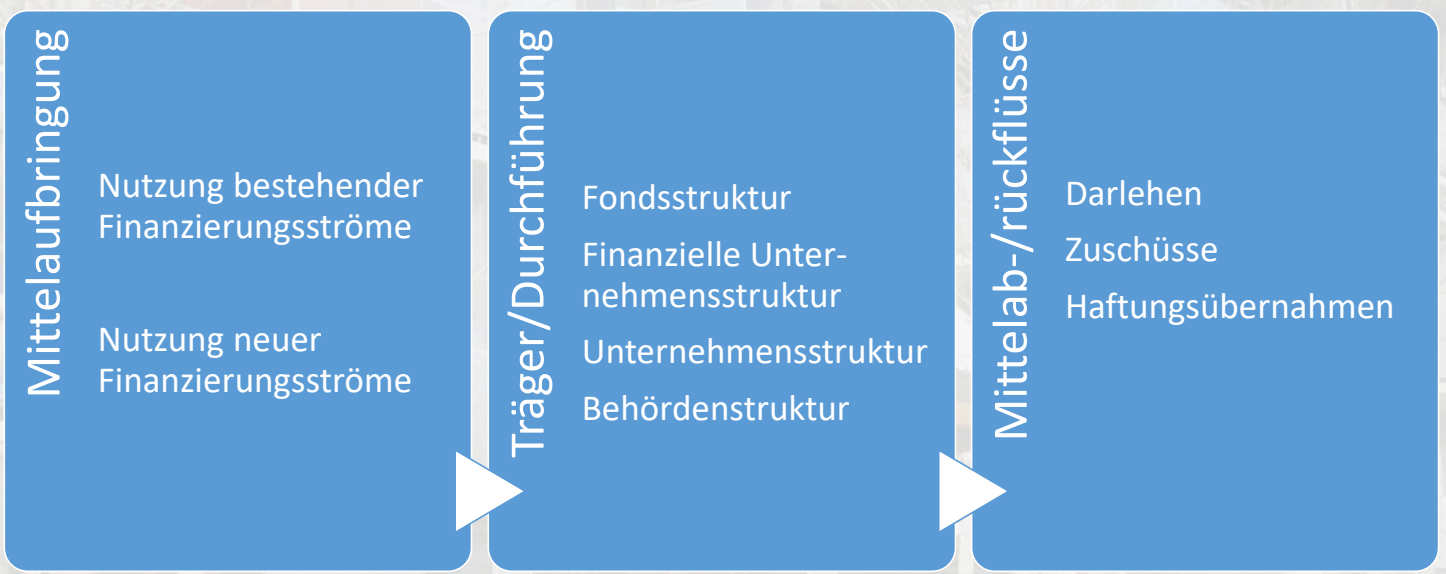 Mittelaufbringung
Nutzung bestehender
Finanzierungsströme
Nutzung neuer
Finanzierungsströme
Träger/Durchführung
Fondsstruktur
Finanzielle Unter-
nehmensstruktur
Unternehmensstruktur
Behördenstruktur
Mittelab-/rückflüsse
Darlehen
Zuschüsse
Haftungsübernahmen